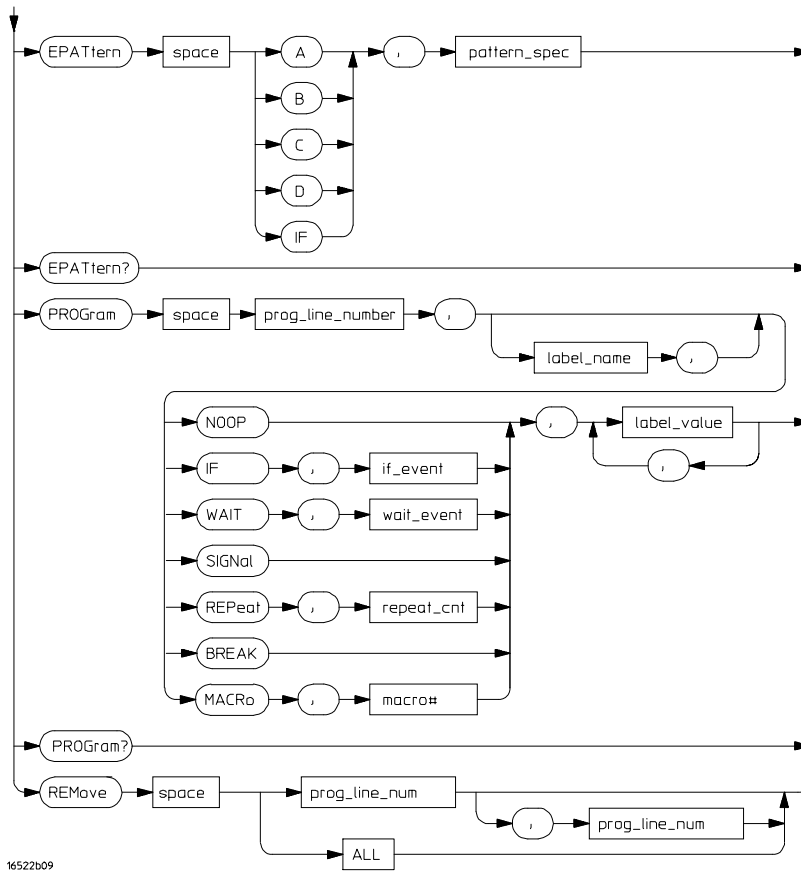 EPATtern space A , pattern_spec
B
C
D
IF
EPATtern?
PROGram space prog_line_number ,
label_name ,
NOOP , label_value
IF , if_event ,
WAIT , wait_event
SIGNal
REPeat , repeat_cnt
BREAK
MACRo , macro#
PROGram?
REMove space prog_line_num
, prog_line_num
ALL
16522b09